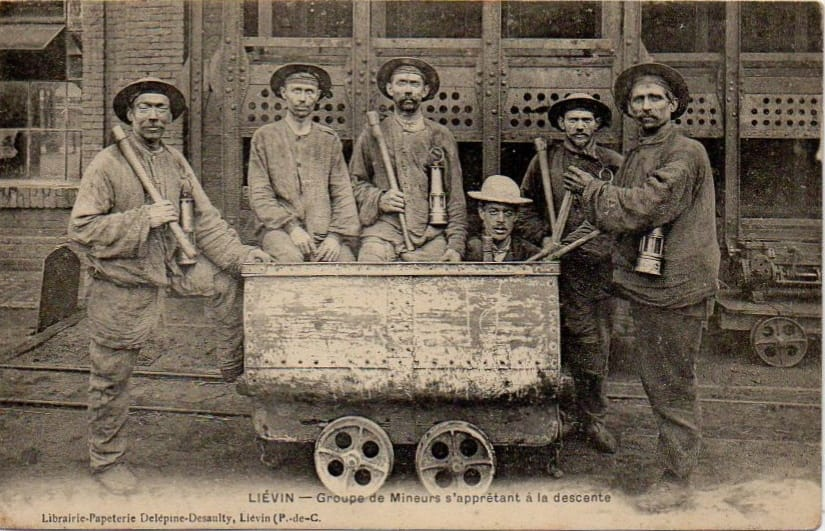 LIÉVIN — Groupe de Mineurs s'apprêtant à la descente
Librairie-Papeterie Delépine-Desaulty, Liévin (P.-de-C.